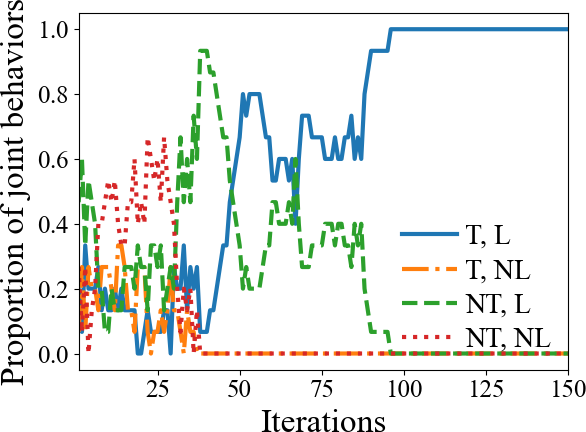 Proportion of joint behaviors
1.0
0.8
0.6
0.4
0.2
0.0
T, L
T, NL
NT, L
NT, NL
25
50
75
100
125
150
Iterations